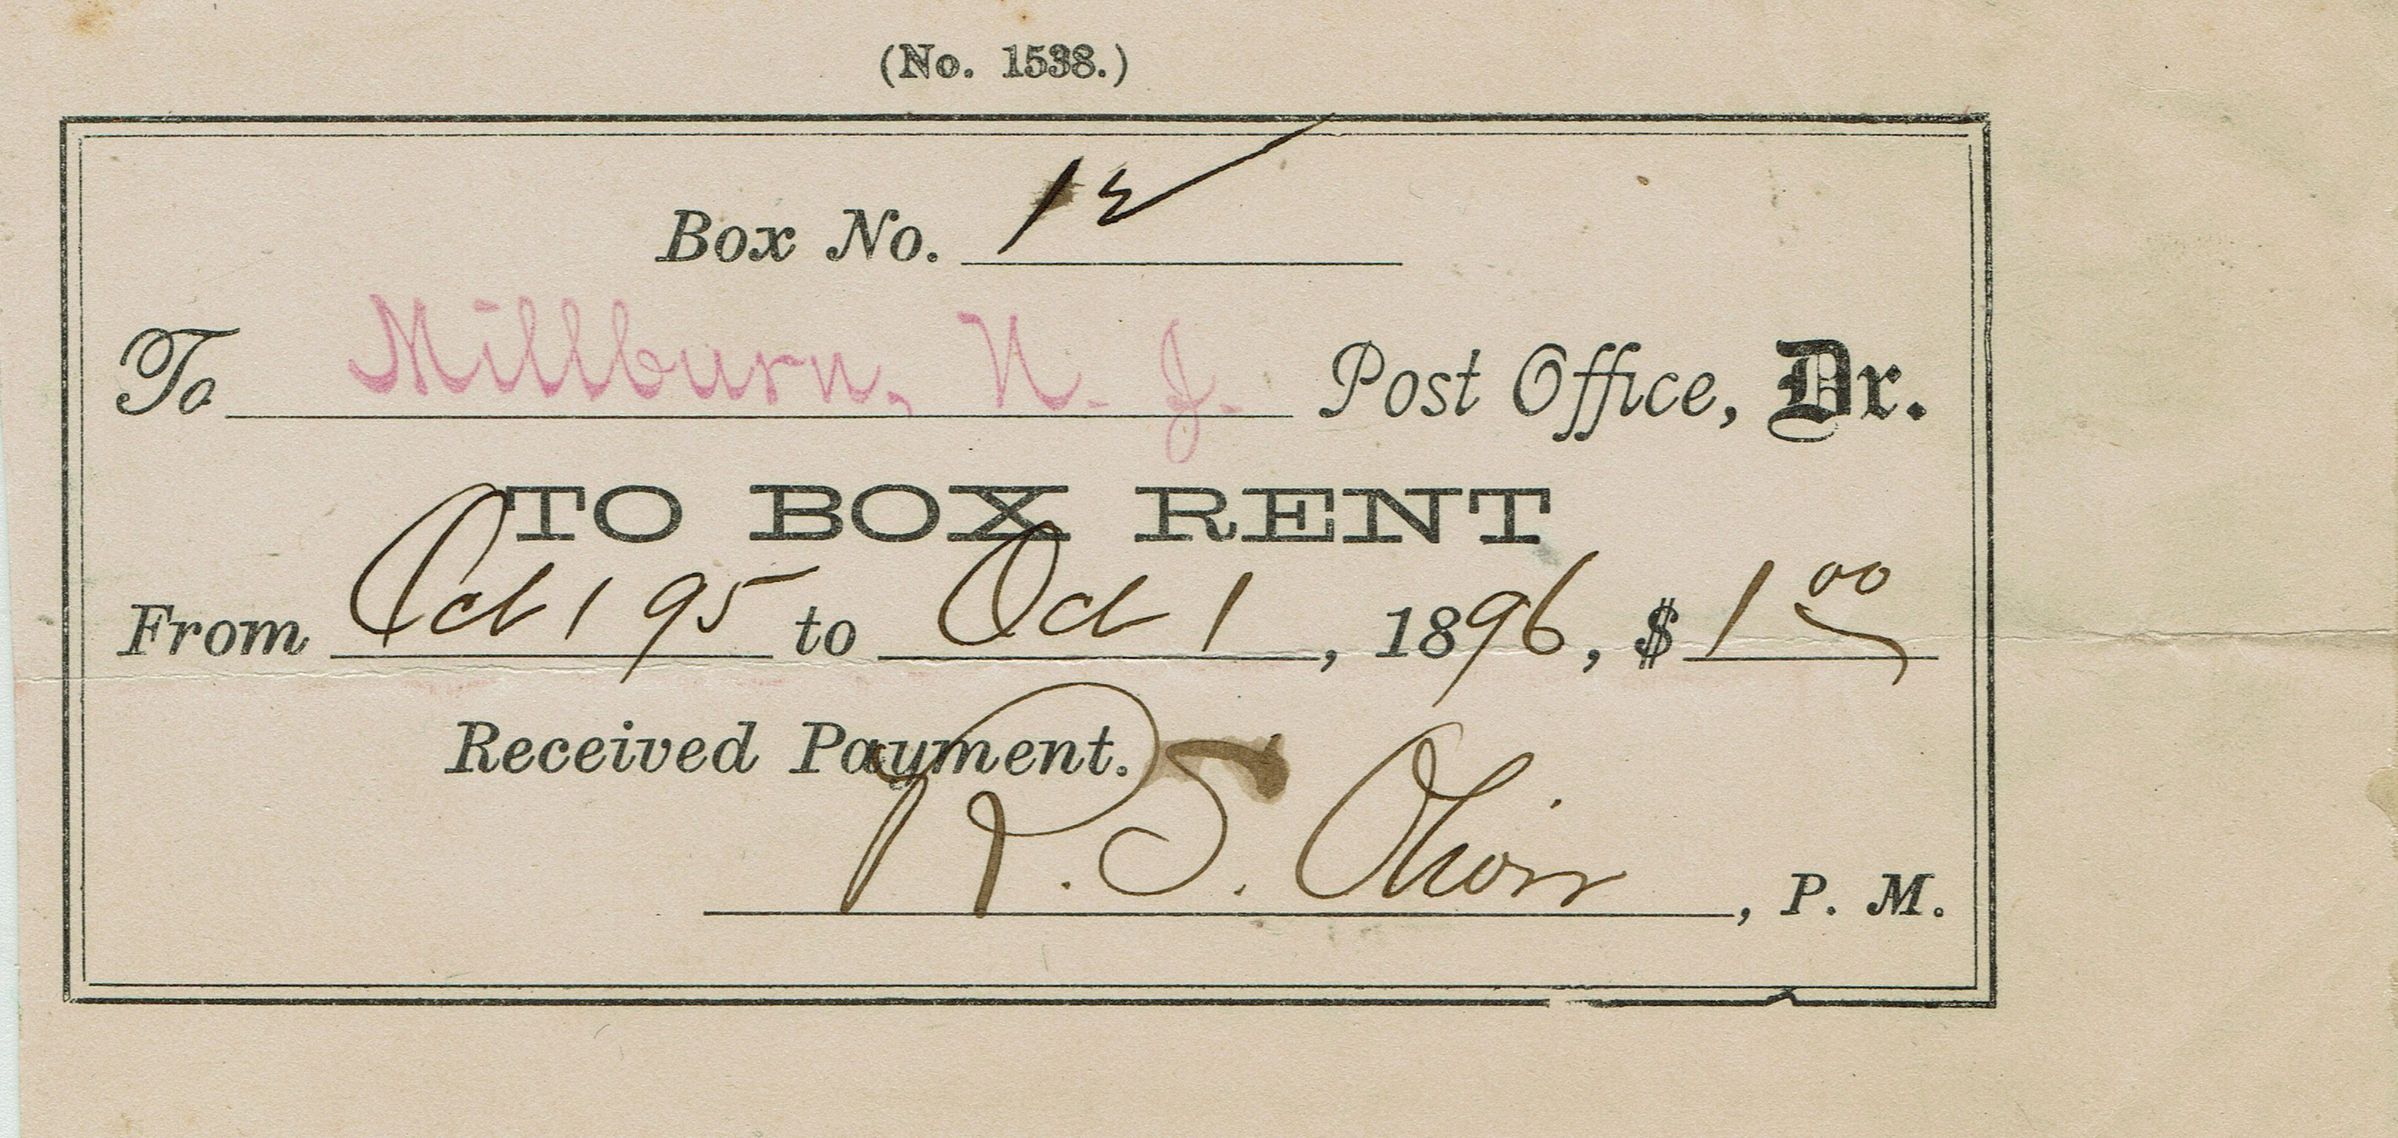 (No. 1538.)
Box No. 12
To Millburn, N. J. Post Office, Dr.
TO BOX RENT
From Oct 1 95 to Oct 1, 1896, $1 00
Received Payment.
R. S. Oliver, P. M.